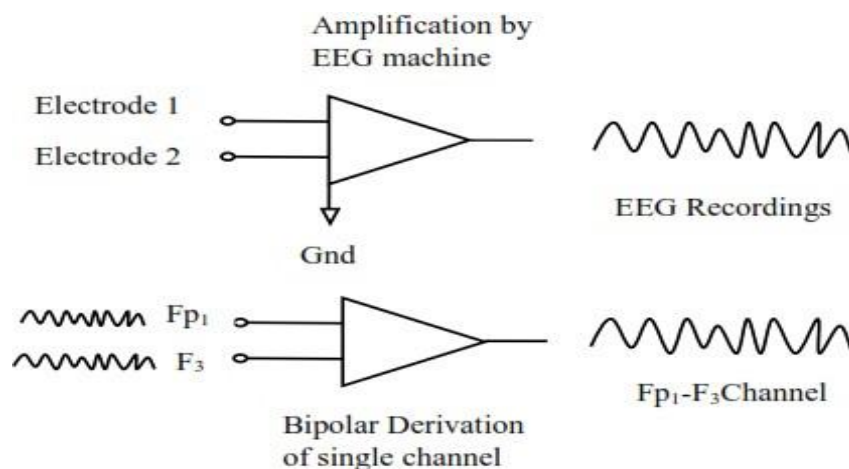 Amplification by
EEG machine
Electrode 1
Electrode 2
EEG Recordings
Gnd
Fp₁
F₃
Fp₁-F₃Channel
Bipolar Derivation
of single channel